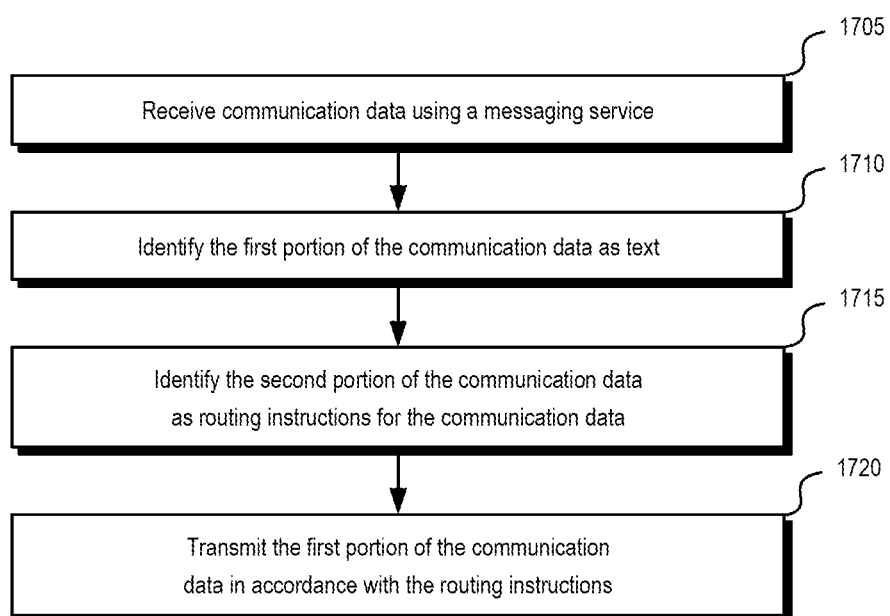 1705
Receive communication data using a messaging service
1710
Identify the first portion of the communication data as text
1715
Identify the second portion of the communication data
as routing instructions for the communication data
1720
Transmit the first portion of the communication
data in accordance with the routing instructions